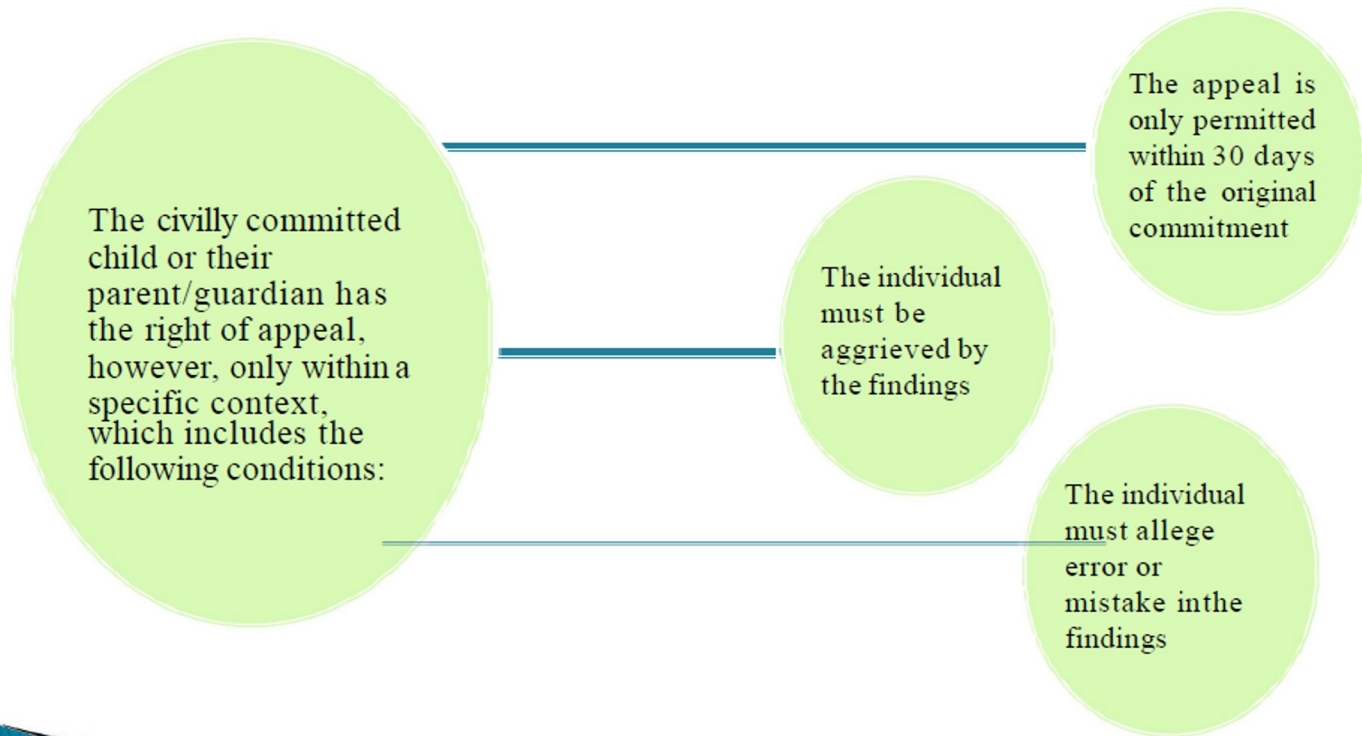 The civilly committed
child or their
parent/guardian has
the right of appeal,
however, only within a
specific context,
which includes the
following conditions:
The appeal is
only permitted
within 30 days
of the original
commitment
The individual
must be
aggrieved by
the findings
The individual
must allege
error or
mistake inthe
findings